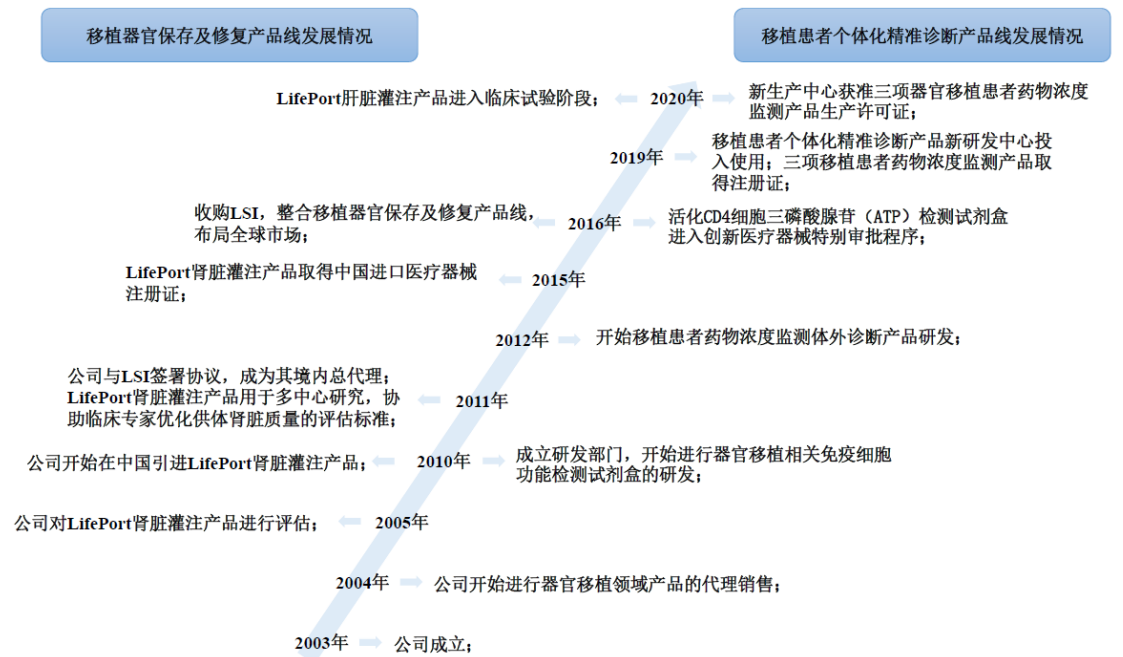 移植器官保存及修复产品线发展情况
移植患者个体化精准诊断产品线发展情况
LifePort肝脏灌注产品进入临床试验阶段；
2020年
新生产中心获准三项器官移植患者药物浓度
监测产品生产许可证；
2019年
移植患者个体化精准诊断产品新研发中心投
入使用；三项移植患者药物浓度监测产品取
得注册证；
收购LSI，整合移植器官保存及修复产品线，
布局全球市场；
2016年
活化CD4细胞三磷酸腺苷（ATP）检测试剂盒
进入创新医疗器械特别审批程序；
LifePort肾脏灌注产品取得中国进口医疗器械
注册证；
2015年
2012年
开始移植患者药物浓度监测体外诊断产品研发；
公司与LSI签署协议，成为其境内总代理；
LifePort肾脏灌注产品用于多中心研究，协
助临床专家优化供体肾脏质量的评估标准；
2011年
公司开始在中国引进LifePort肾脏灌注产品；
2010年
成立研发部门，开始进行器官移植相关免疫细胞
功能检测试剂盒的研发；
公司对LifePort肾脏灌注产品进行评估；
2005年
2004年
公司开始进行器官移植领域产品的代理销售；
2003年
公司成立；